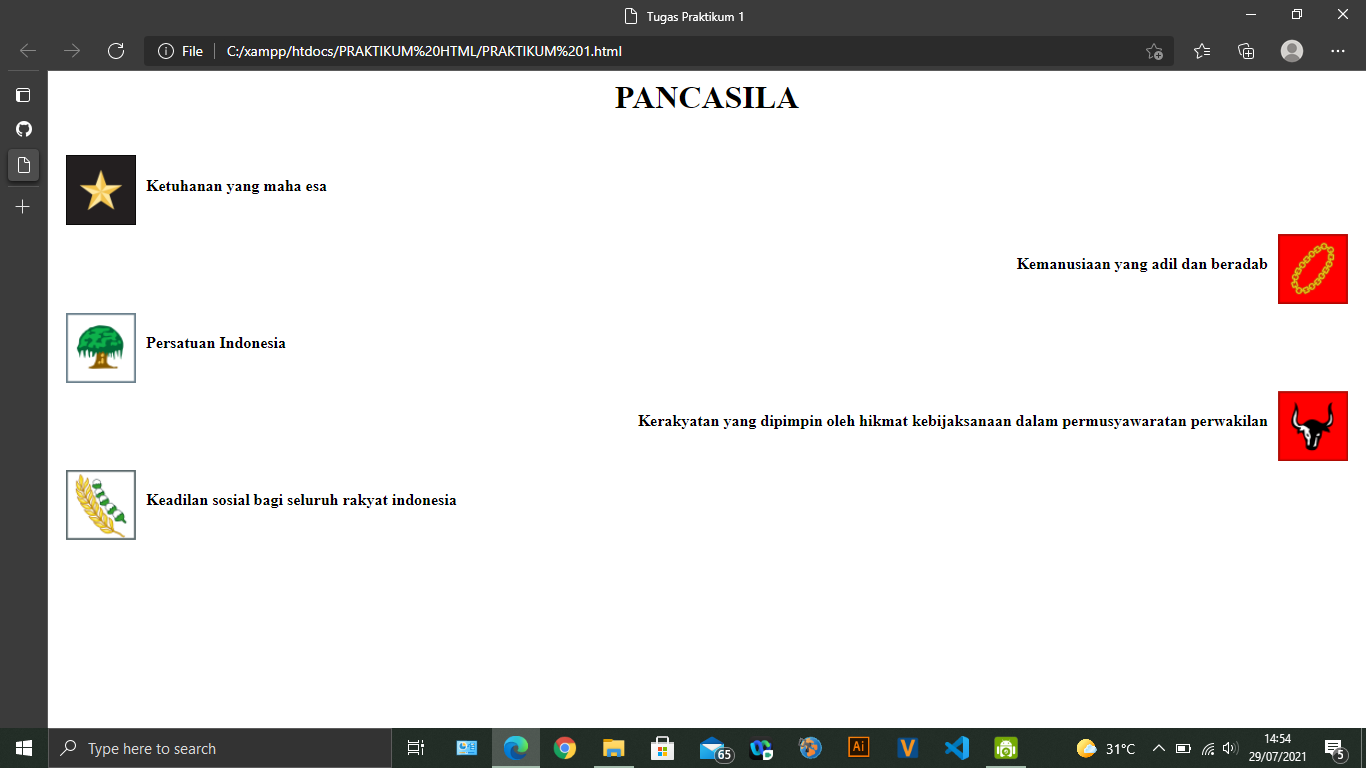 Tugas Praktikum 1
File
C:/xampp/htdocs/PRAKTIKUM%20HTML/PRAKTIKUM%201.html
PANCASILA
Ketuhanan yang maha esa
Kemanusiaan yang adil dan beradab
Persatuan Indonesia
Kerakyatan yang dipimpin oleh hikmat kebijaksanaan dalam permusyawaratan perwakilan
Keadilan sosial bagi seluruh rakyat indonesia
Type here to search
65
Ai
V
31°C
14:54
29/07/2021
5